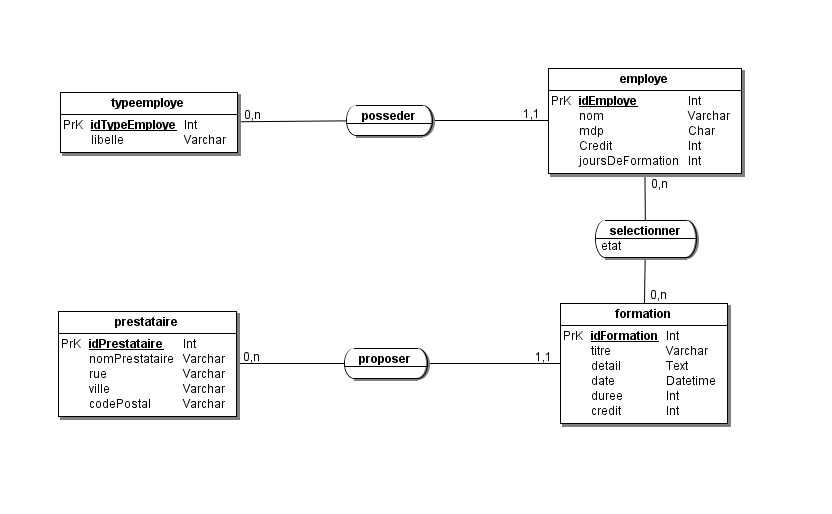 typeemploye
PrK idTypeEmploye Int
libelle Varchar
0,n
posseder
1,1
employe
PrK idEmploye Int
nom Varchar
mdp Char
Credit Int
joursDeFormation Int
0,n
selectionner
etat
0,n
prestataire
PrK idPrestataire Int
nomPrestataire Varchar
rue Varchar
ville Varchar
codePostal Varchar
0,n
proposer
1,1
formation
PrK idFormation Int
titre Varchar
detail Text
date Datetime
duree Int
credit Int